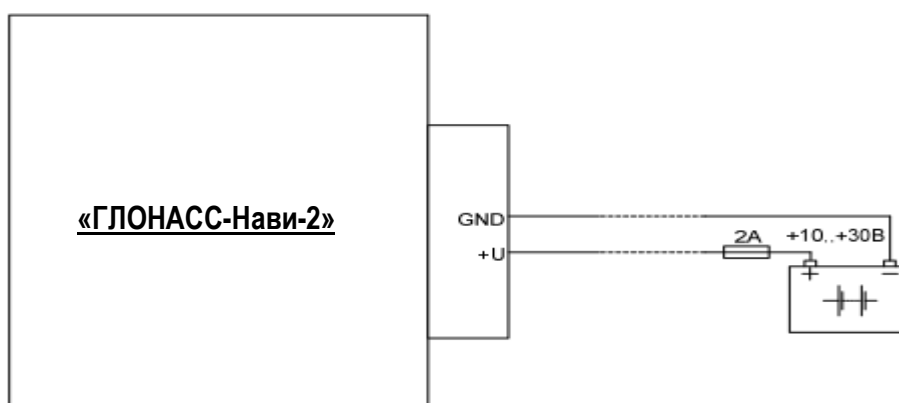 «ГЛОНАСС-Нави-2»
GND
2A +10..+30В
+U
+ −